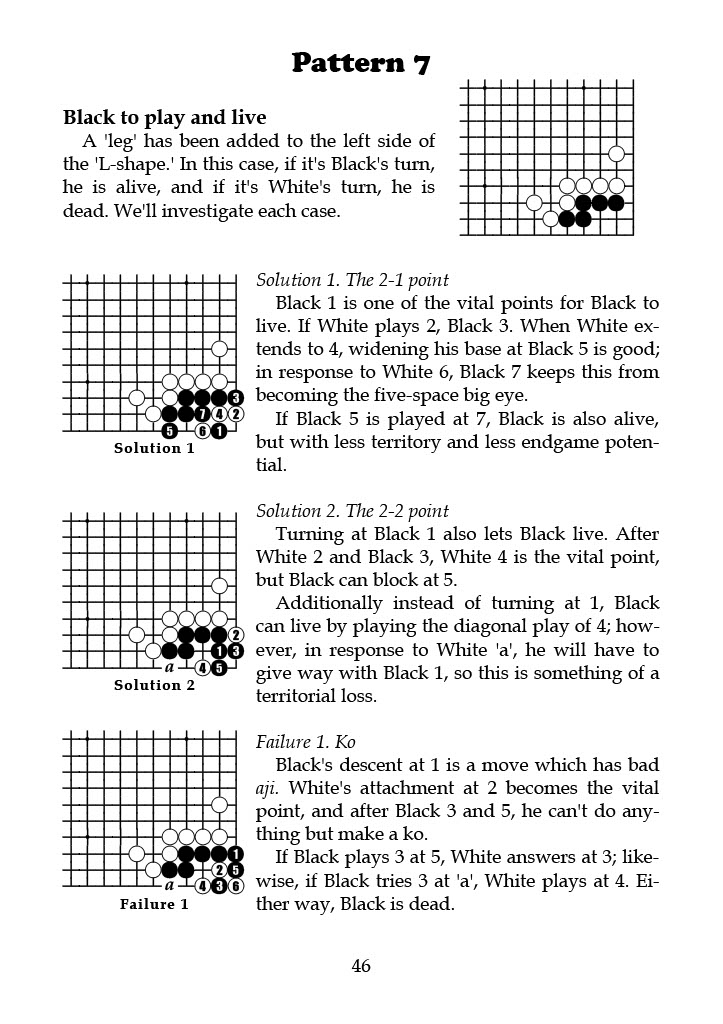 Pattern 7
Black to play and live
A 'leg' has been added to the left side of
the 'L-shape.' In this case, if it's Black's turn,
he is alive, and if it's White's turn, he is
dead. We'll investigate each case.
Solution 1. The 2-1 point
Black 1 is one of the vital points for Black to
live. If White plays 2, Black 3. When White ex-
tends to 4, widening his base at Black 5 is good;
in response to White 6, Black 7 keeps this from
becoming the five-space big eye.
If Black 5 is played at 7, Black is also alive,
but with less territory and less endgame poten-
tial.
3
7 4 2
5 6 1
Solution 1
Solution 2. The 2-2 point
Turning at Black 1 also lets Black live. After
White 2 and Black 3, White 4 is the vital point,
but Black can block at 5.
Additionally instead of turning at 1, Black
can live by playing the diagonal play of 4; how-
ever, in response to White 'a', he will have to
give way with Black 1, so this is something of a
territorial loss.
2
1 3
a 4 5
Solution 2
Failure 1. Ko
Black's descent at 1 is a move which has bad
aji. White's attachment at 2 becomes the vital
point, and after Black 3 and 5, he can't do any-
thing but make a ko.
If Black plays 3 at 5, White answers at 3; like-
wise, if Black tries 3 at 'a', White plays at 4. Ei-
ther way, Black is dead.
1
2 5
a 4 3 6
Failure 1
46